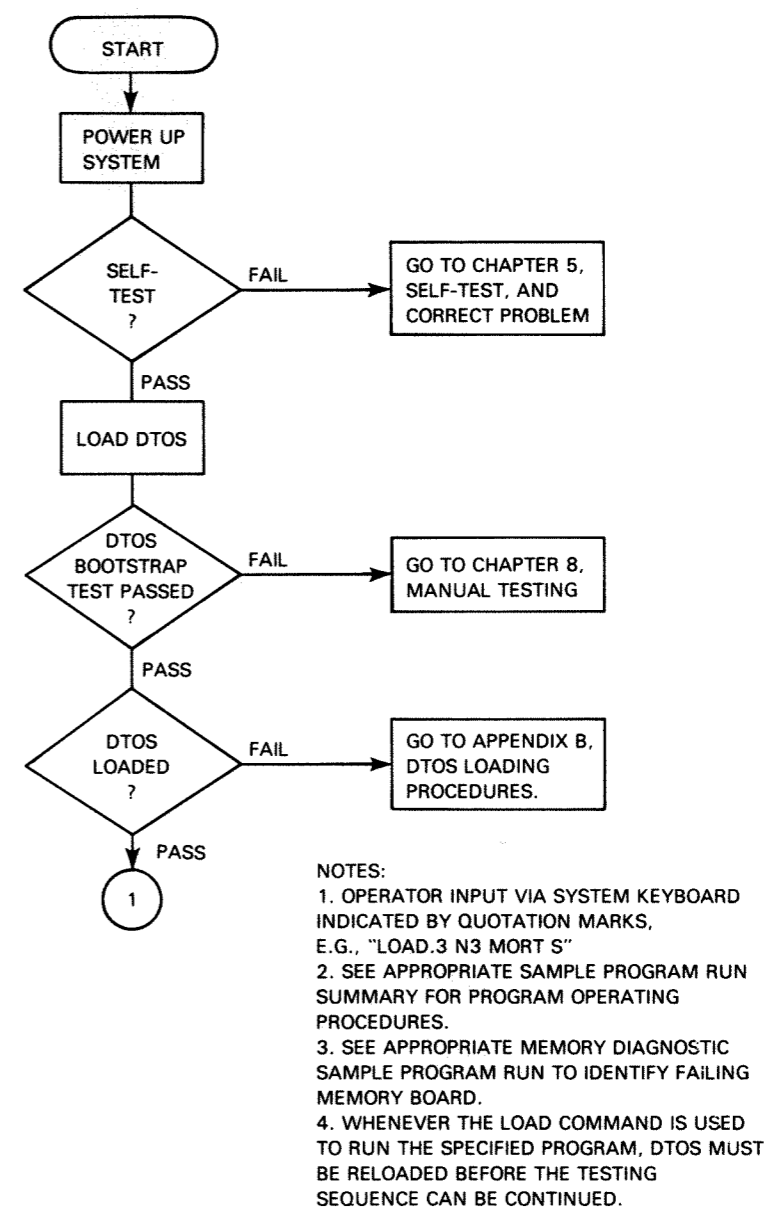 START
POWER UP
SYSTEM
SELF-
TEST
?
FAIL
GO TO CHAPTER 5,
SELF-TEST, AND
CORRECT PROBLEM
PASS
LOAD DTOS
DTOS
BOOTSTRAP
TEST PASSED
?
FAIL
GO TO CHAPTER 8,
MANUAL TESTING
PASS
DTOS
LOADED
?
FAIL
GO TO APPENDIX B,
DTOS LOADING
PROCEDURES.
PASS
1
NOTES:
1. OPERATOR INPUT VIA SYSTEM KEYBOARD
INDICATED BY QUOTATION MARKS,
E.G., "LOAD.3 N3 MORT S"
2. SEE APPROPRIATE SAMPLE PROGRAM RUN
SUMMARY FOR PROGRAM OPERATING
PROCEDURES.
3. SEE APPROPRIATE MEMORY DIAGNOSTIC
SAMPLE PROGRAM RUN TO IDENTIFY FAILING
MEMORY BOARD.
4. WHENEVER THE LOAD COMMAND IS USED
TO RUN THE SPECIFIED PROGRAM, DTOS MUST
BE RELOADED BEFORE THE TESTING
SEQUENCE CAN BE CONTINUED.